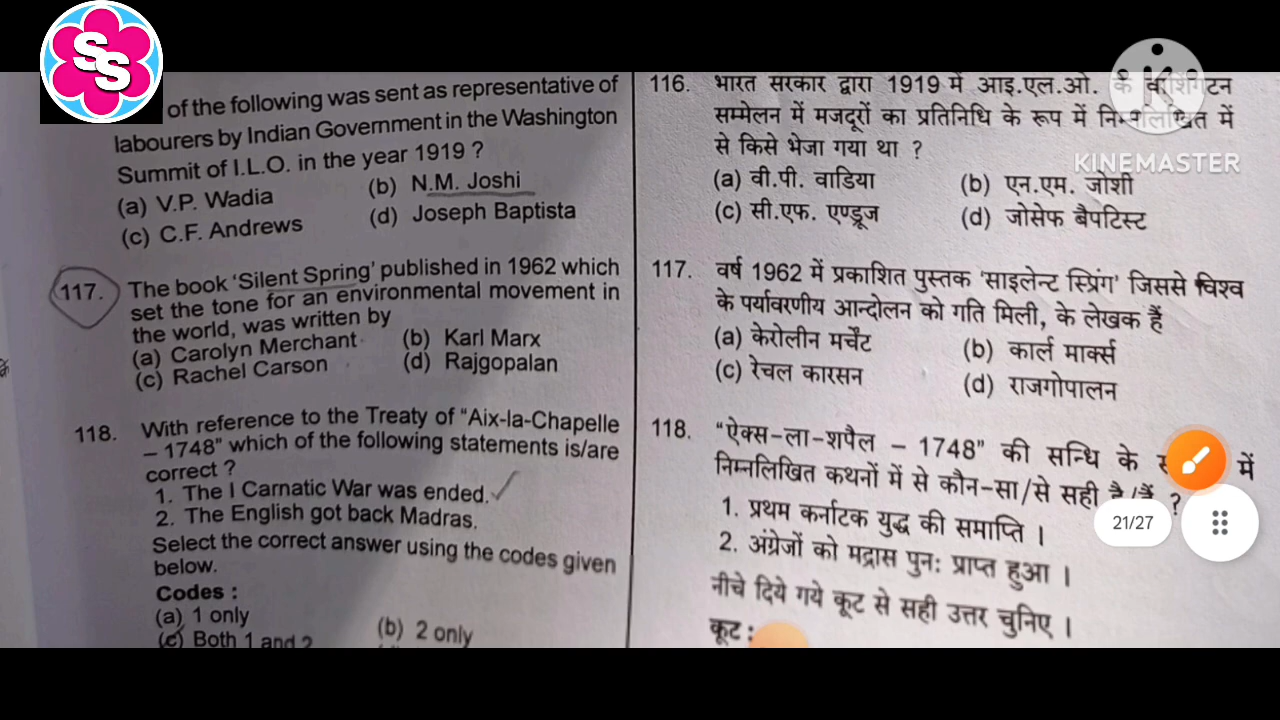 SS
of the following was sent as representative of
labourers by Indian Government in the Washington
Summit of I.L.O. in the year 1919 ?
(a) V.P. Wadia (b) N.M. Joshi
(c) C.F. Andrews (d) Joseph Baptista
117. The book ‘Silent Spring’ published in 1962 which
set the tone for an environmental movement in
the world, was written by
(a) Carolyn Merchant (b) Karl Marx
(c) Rachel Carson (d) Rajgopalan
118. With reference to the Treaty of “Aix-la-Chapelle
– 1748” which of the following statements is/are
correct ?
1. The I Carnatic War was ended.
2. The English got back Madras.
Select the correct answer using the codes given
below.
Codes :
(a) 1 only (b) 2 only
(c) Both 1 and 2
116. भारत सरकार द्वारा 1919 में आइ.एल.ओ. के वाशिंगटन
सम्मेलन में मजदूरों का प्रतिनिधि के रूप में निम्नलिखित में
से किसे भेजा गया था ?
(a) वी.पी. वाडिया (b) एन.एम. जोशी
(c) सी.एफ. एण्ड्रूज (d) जोसेफ बैपटिस्ट
117. वर्ष 1962 में प्रकाशित पुस्तक ‘साइलेन्ट स्प्रिंग’ जिससे विश्व
के पर्यावरणीय आन्दोलन को गति मिली, के लेखक हैं
(a) केरोलीन मर्चेंट (b) कार्ल मार्क्स
(c) रेचल कारसन (d) राजगोपालन
118. “ऐक्स-ला-शपैल – 1748” की सन्धि के में
निम्नलिखित कथनों में से कौन-सा/से सही है/हैं ?
1. प्रथम कर्नाटक युद्ध की समाप्ति ।
2. अंग्रेजों को मद्रास पुनः प्राप्त हुआ ।
नीचे दिये गये कूट से सही उत्तर चुनिए ।
कूट :
K
KINEMASTER
21/27